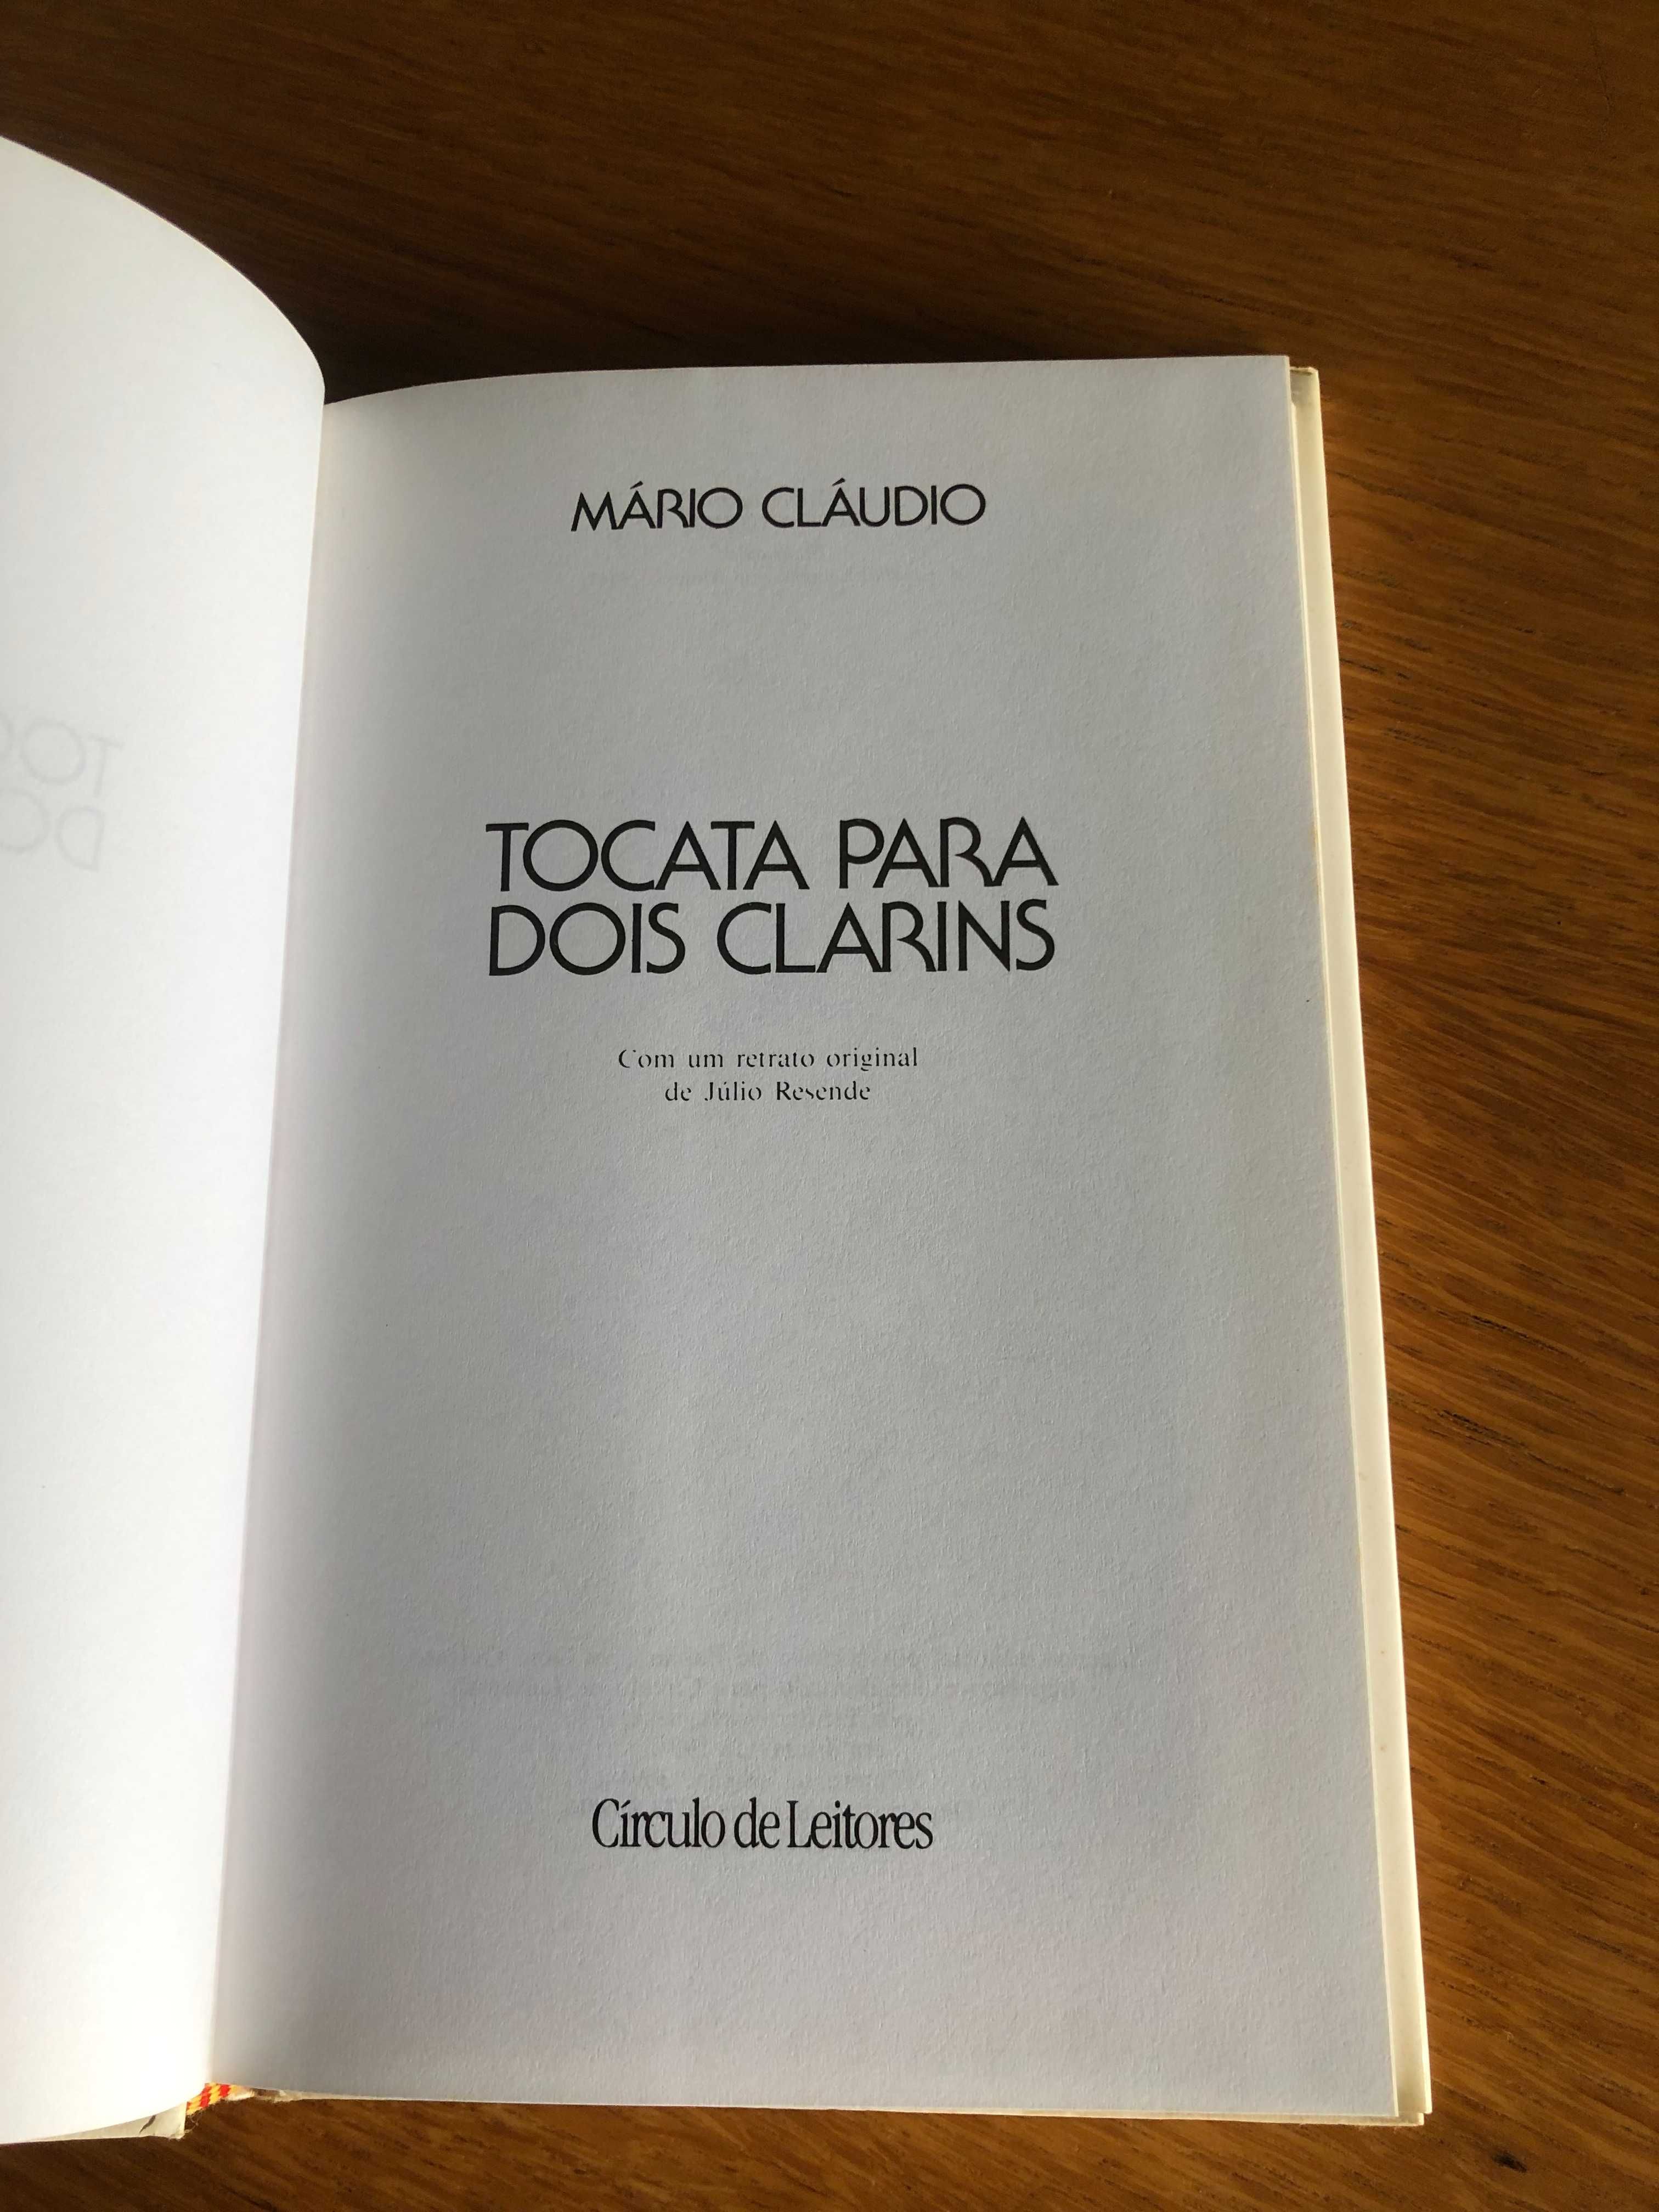 MÁRIO CLÁUDIO
TOCATA PARA
DOIS CLARINS
Com um retrato original
de Júlio Resende
Círculo de Leitores